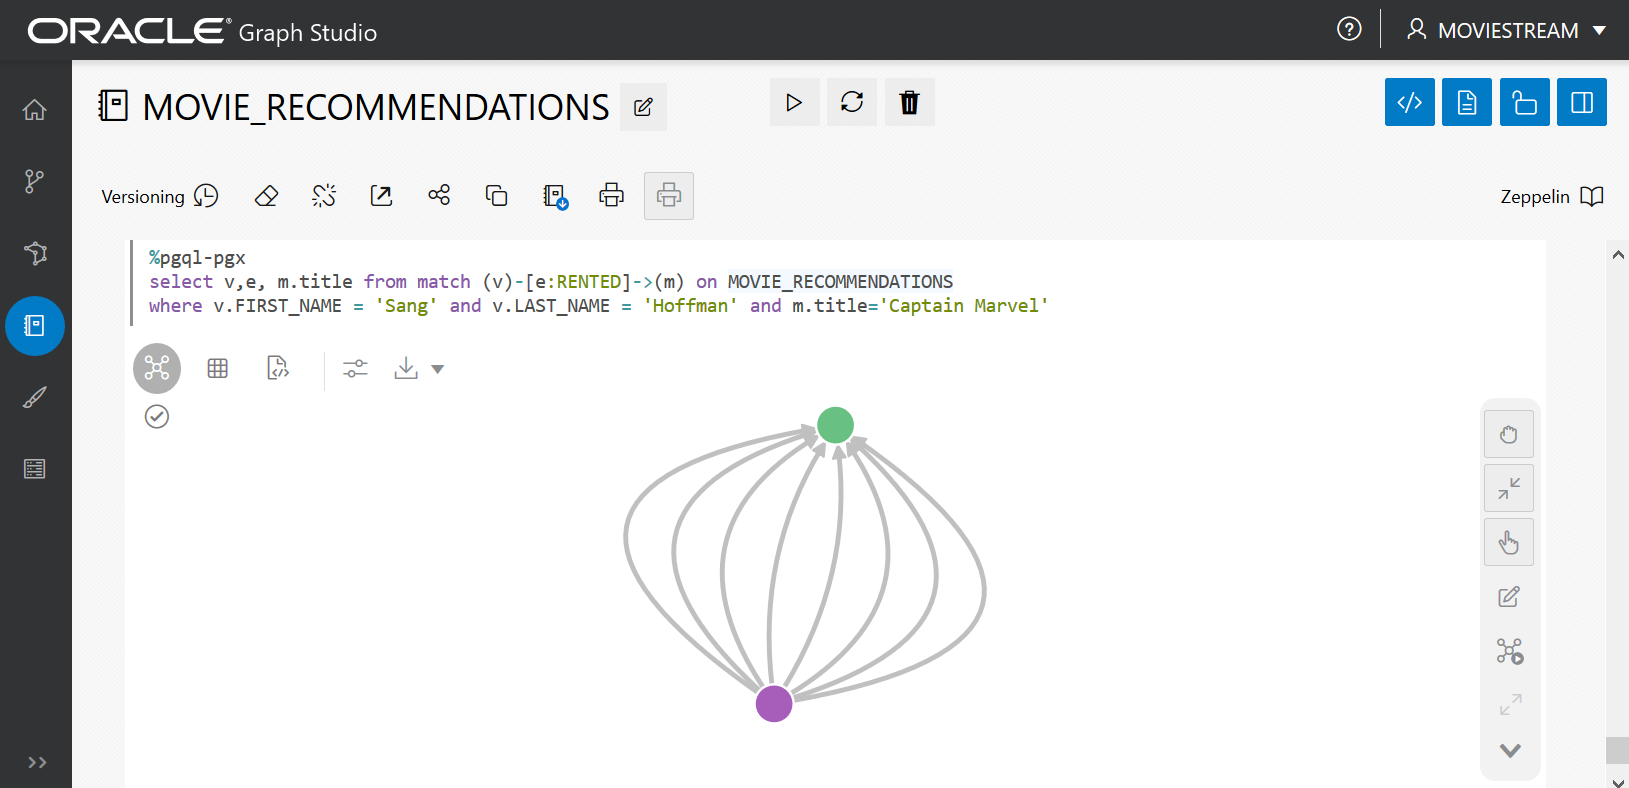 ORACLE® Graph Studio
MOVIESTREAM
MOVIE_RECOMMENDATIONS
Versioning
Zeppelin
%pgql-pgx
select v,e, m.title from match (v)-[e:RENTED]->(m) on MOVIE_RECOMMENDATIONS
where v.FIRST_NAME = 'Sang' and v.LAST_NAME = 'Hoffman' and m.title='Captain Marvel'